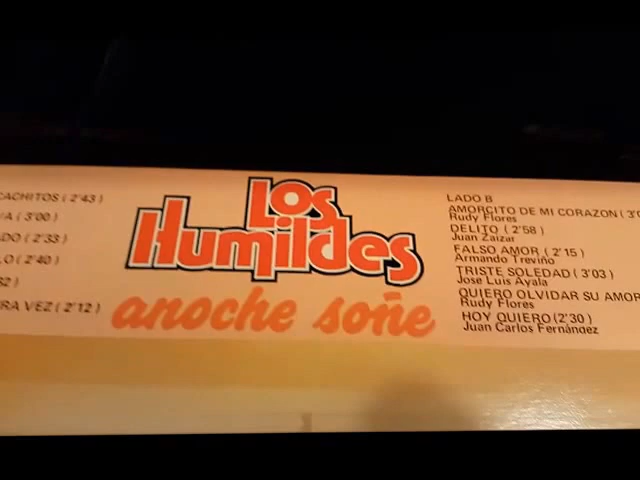 CACHITOS (2'43)
(3'00)
(2'33)
(2'40)
VEZ (2'12)
Los
Humildes
anoche soñe
LADO B
AMORCITO DE MI CORAZON
Rudy Flores
DELITO (2'58)
Juan Zaizar
FALSO AMOR (2'15)
Armando Treviño
TRISTE SOLEDAD (3'03)
Jose Luis Ayala
QUIERO OLVIDAR SU AMOR
Rudy Flores
HOY QUIERO (2'30)
Juan Carlos Fernández